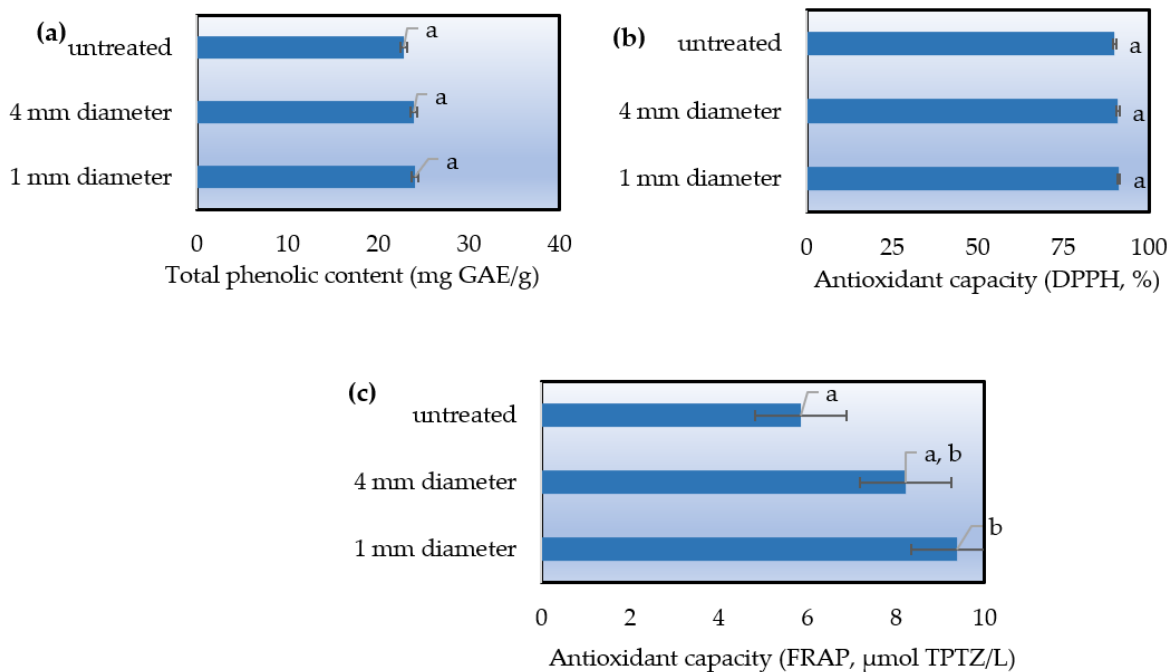 (a)
untreated
a
4 mm diameter
a
1 mm diameter
a
0 10 20 30 40
Total phenolic content (mg GAE/g)
(b)
untreated
a
4 mm diameter
a
1 mm diameter
a
0 25 50 75 100
Antioxidant capacity (DPPH, %)
(c)
untreated
a
4 mm diameter
a, b
1 mm diameter
b
0 2 4 6 8 10
Antioxidant capacity (FRAP, µmol TPTZ/L)